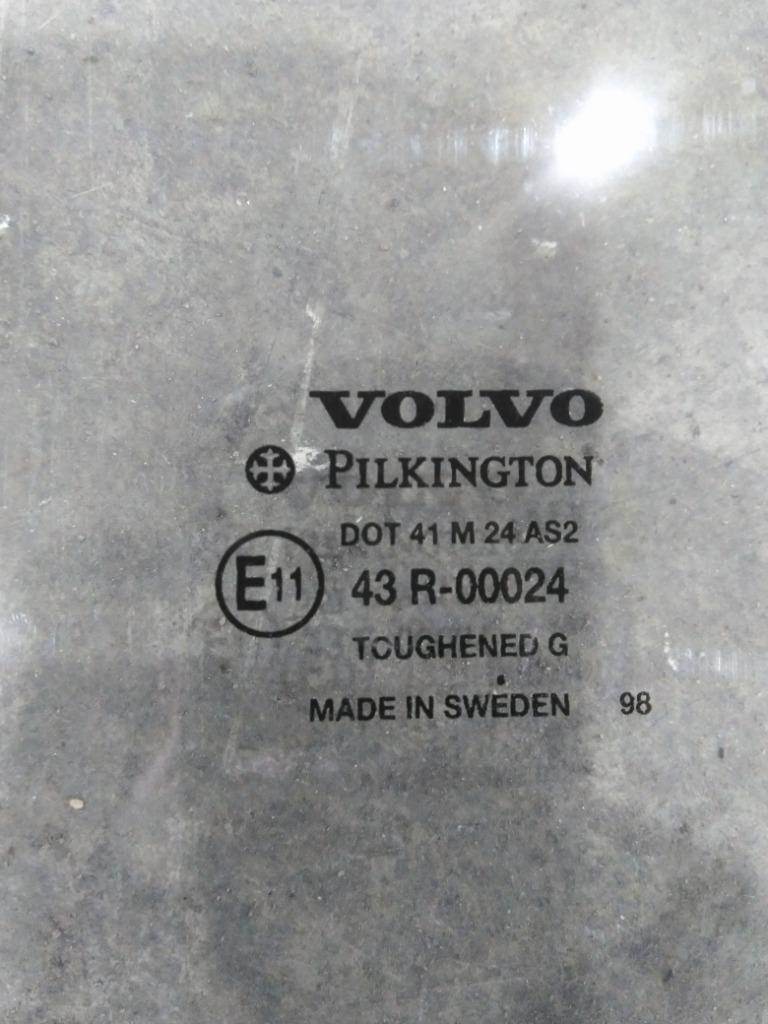 VOLVO
PILKINGTON
DOT 41 M 24 AS2
E11 43 R-00024
TOUGHENED G
MADE IN SWEDEN 98